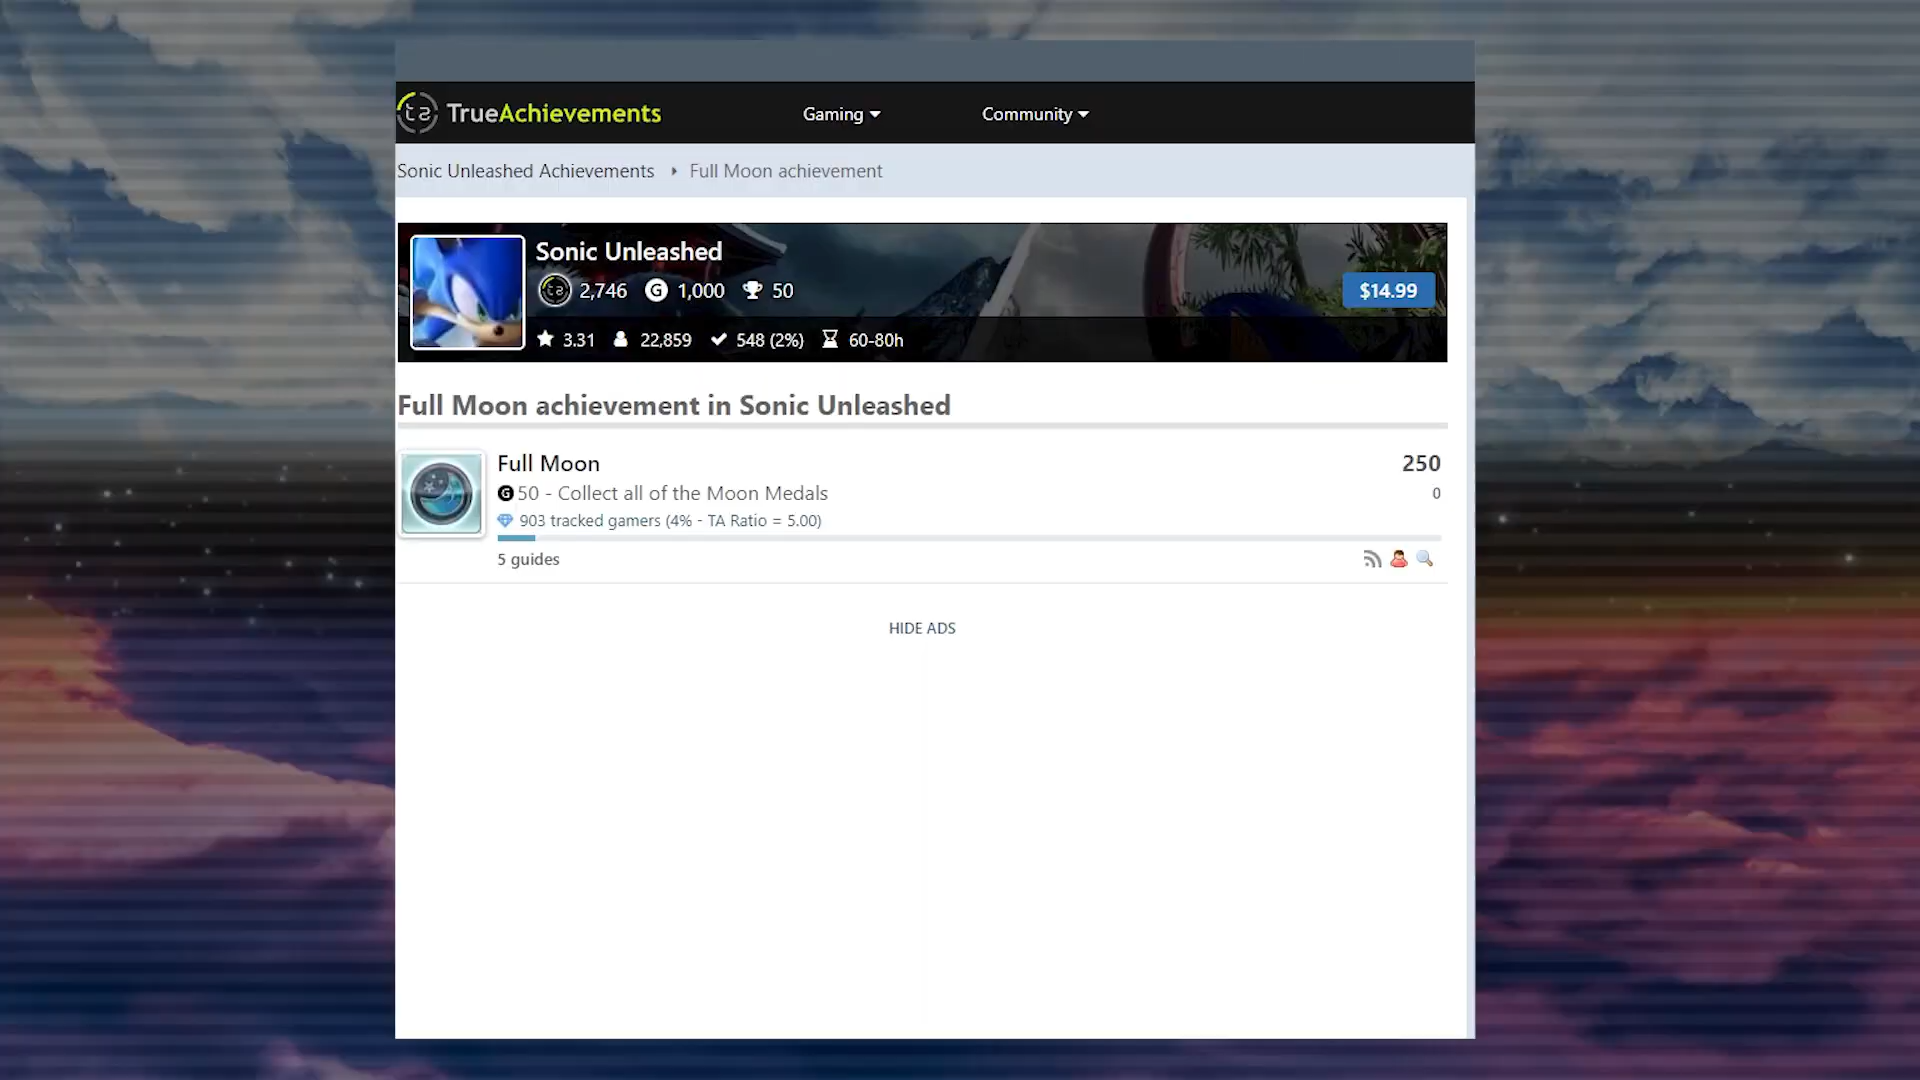 ta TrueAchievements Gaming Community
Sonic Unleashed Achievements Full Moon achievement
Sonic Unleashed
ta 2,746 G 1,000 50
$14.99
3.31 22,859 548 (2%) 60-80h
Full Moon achievement in Sonic Unleashed
Full Moon 250
G 50 - Collect all of the Moon Medals 0
903 tracked gamers (4% - TA Ratio = 5.00)
5 guides
HIDE ADS